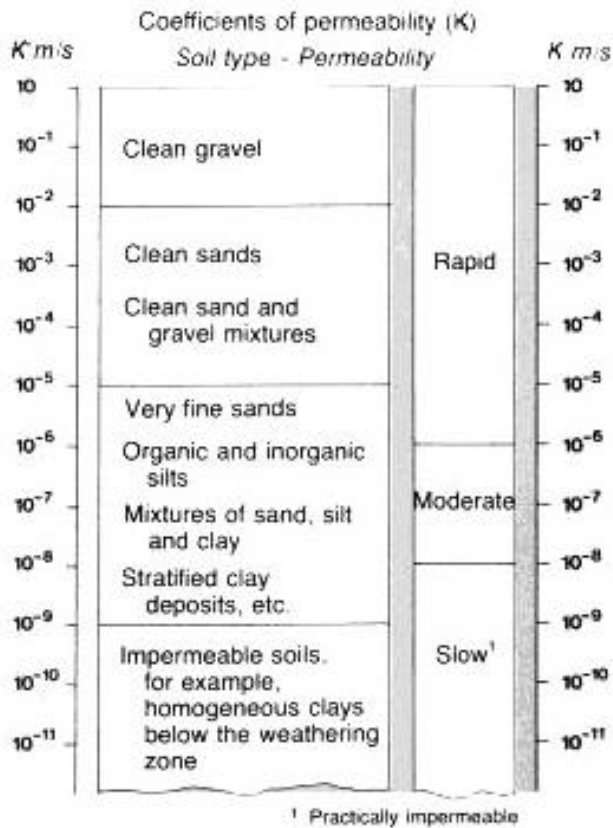 Coefficients of permeability (K)
K m/s Soil type - Permeability K m/s
10 10
10⁻¹ Clean gravel 10⁻¹
10⁻² 10⁻²
Clean sands
10⁻³ Rapid 10⁻³
Clean sand and
10⁻⁴ gravel mixtures 10⁻⁴
10⁻⁵ 10⁻⁵
Very fine sands
10⁻⁶ Organic and inorganic 10⁻⁶
silts
10⁻⁷ Mixtures of sand, silt Moderate 10⁻⁷
and clay
10⁻⁸ 10⁻⁸
Stratified clay
deposits, etc.
10⁻⁹ 10⁻⁹
Impermeable soils, Slow¹
10⁻¹⁰ for example, 10⁻¹⁰
homogeneous clays
10⁻¹¹ below the weathering 10⁻¹¹
zone
¹ Practically impermeable